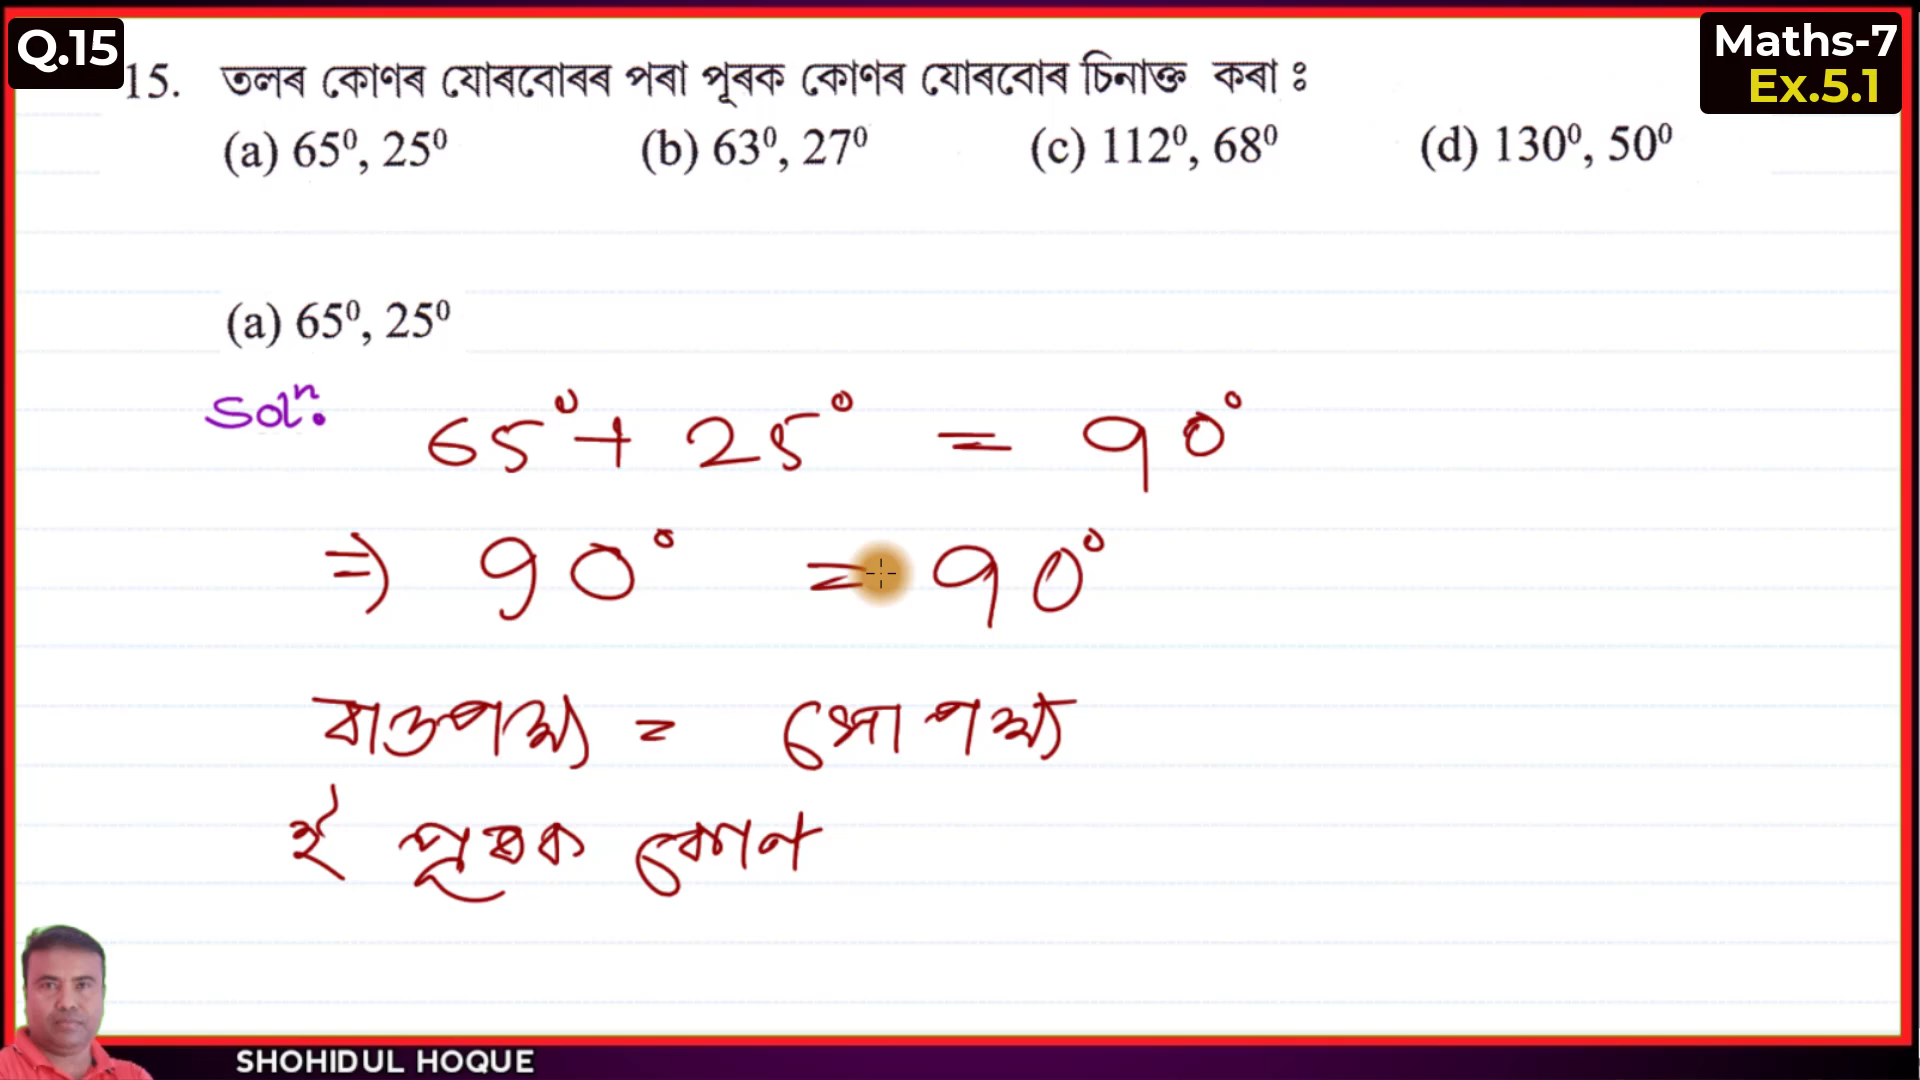 Q.15
Maths-7
Ex.5.1
15. তলৰ কোণৰ যোৰবোৰৰ পৰা পূৰক কোণৰ যোৰবোৰ চিনাক্ত কৰা ঃ
(a) 65⁰, 25⁰ (b) 63⁰, 27⁰ (c) 112⁰, 68⁰ (d) 130⁰, 50⁰
(a) 65⁰, 25⁰
Solⁿ.
65° + 25° = 90°
⇒ 90° = 90°
বাওঁপক্ষ = সোঁপক্ষ
ই পূৰক কোণ
SHOHIDUL HOQUE